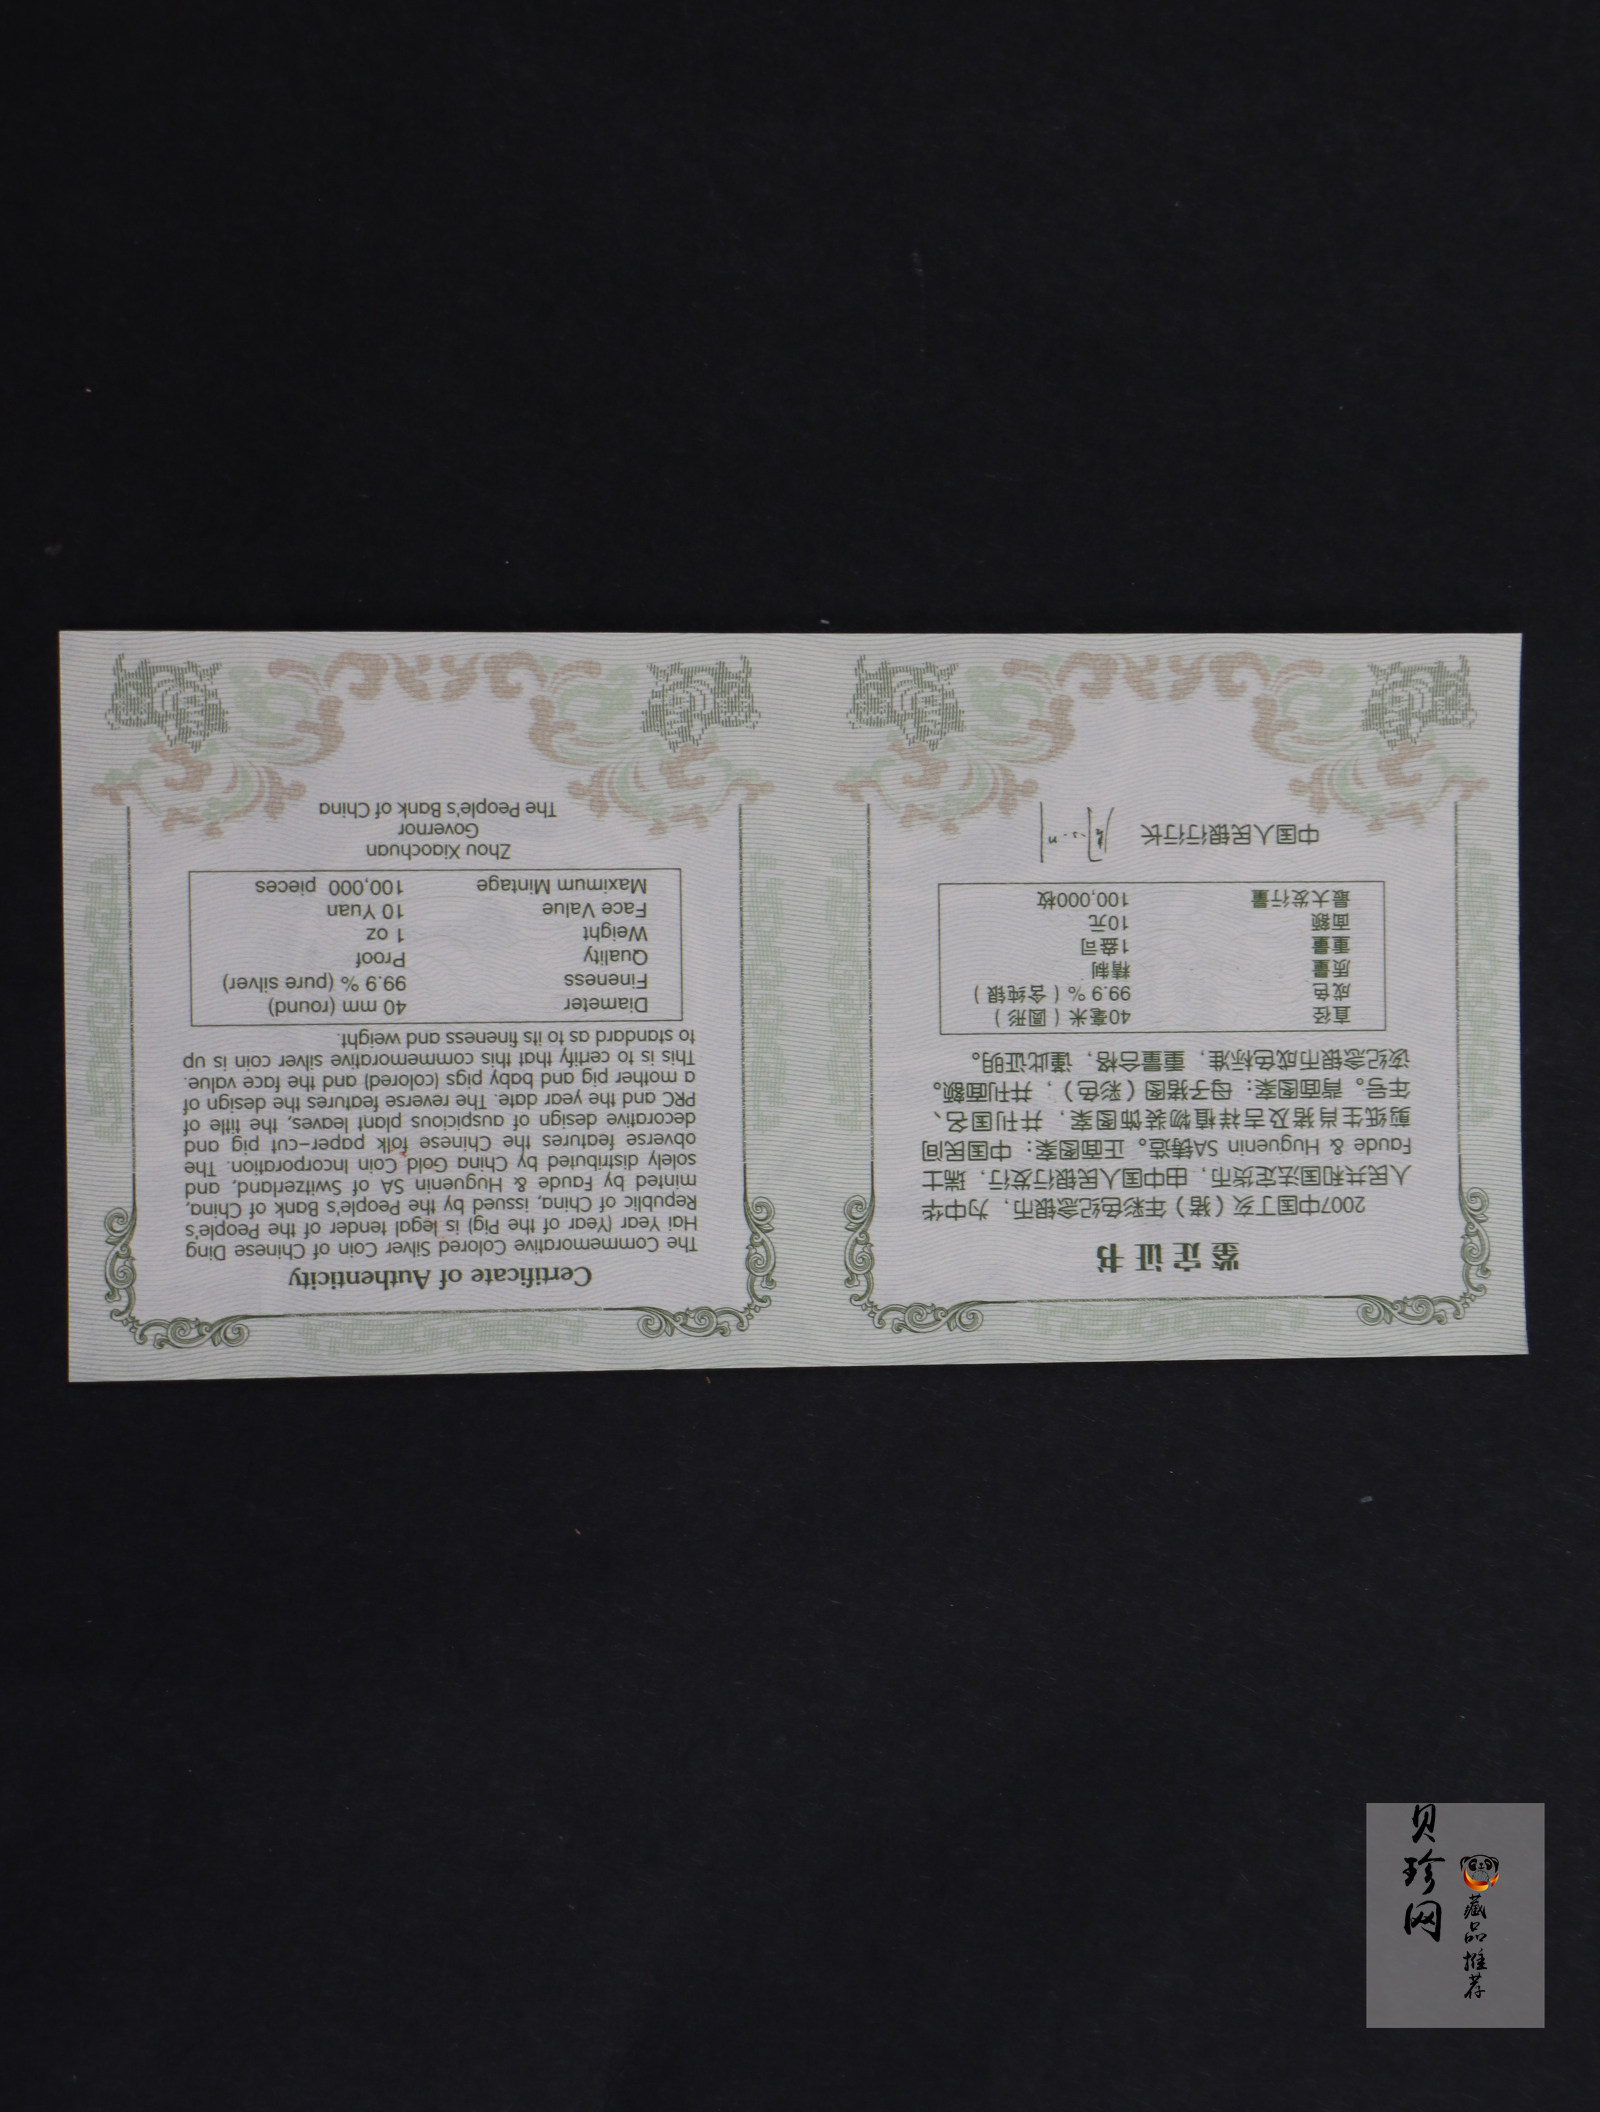 鉴定证书
2007中国丁亥（猪）年彩色纪念银币，为中华
人民共和国法定货币，由中国人民银行发行，瑞士
Faude & Huguenin SA铸造。正面图案：中国民间
剪纸生肖猪及吉祥植物装饰图案，并刊国名、
年号。背面图案：母子猪图（彩色），并刊面额。
该纪念银币成色标准，重量合格，谨此证明。
直径 40毫米（圆形）
成色 99.9％（含纯银）
质量 精制
重量 1盎司
面额 10元
最大发行量 100,000枚
中国人民银行行长
Certificate of Authenticity
The Commemorative Colored Silver Coin of Chinese Ding
Hai Year (Year of the Pig) is legal tender of the People's
Republic of China, issued by the People's Bank of China,
minted by Faude & Huguenin SA of Switzerland, and
solely distributed by China Gold Coin Incorporation. The
obverse features the Chinese folk paper-cut pig and
decorative design of auspicious plant leaves, the title of
PRC and the year date. The reverse features the design of
a mother pig and baby pigs (colored) and the face value.
This is to certify that this commemorative silver coin is up
to standard as to its fineness and weight.
Diameter 40 mm (round)
Fineness 99.9 % (pure silver)
Quality Proof
Weight 1 oz
Face Value 10 Yuan
Maximum Mintage 100,000 pieces
Zhou Xiaochuan
Governor
The People's Bank of China
贝珍网
藏品推荐